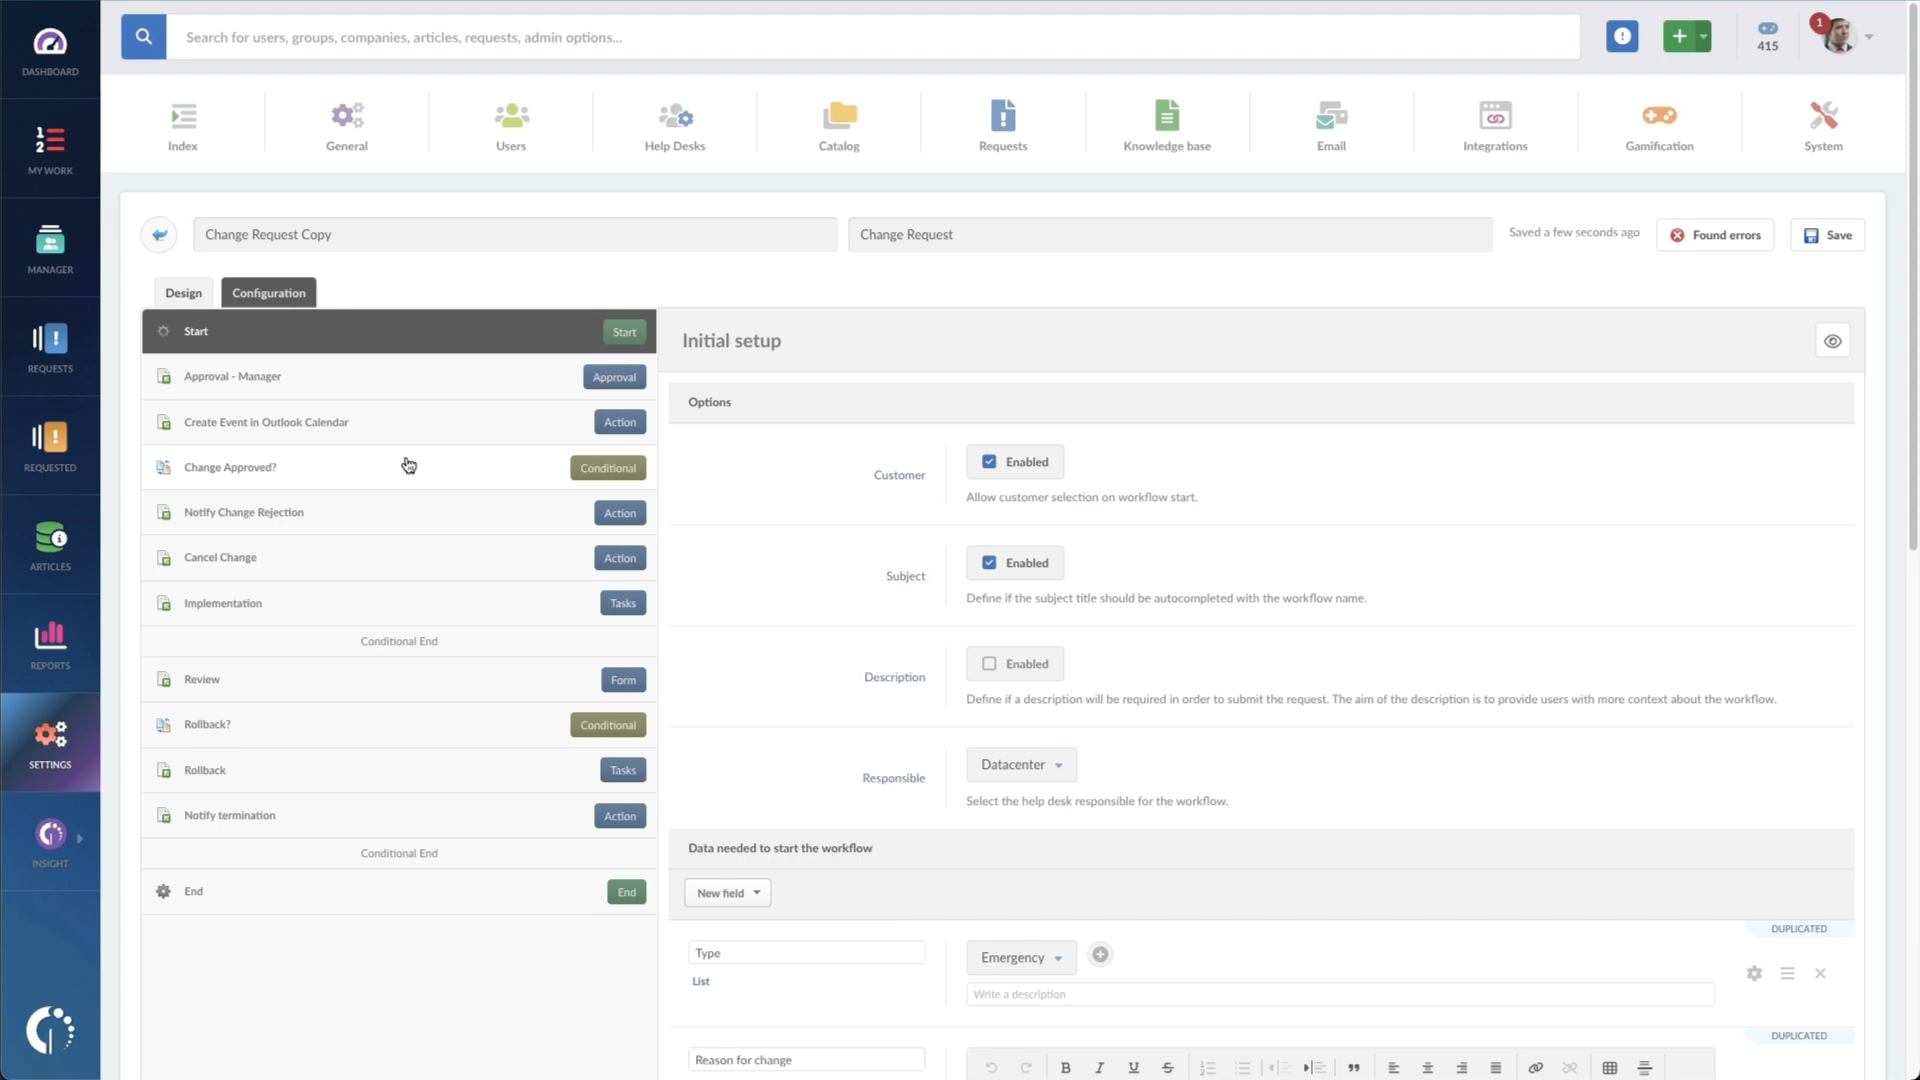 DASHBOARD
1
2
MY WORK
MANAGER
REQUESTS
REQUESTED
ARTICLES
REPORTS
SETTINGS
INSIGHT
Search for users, groups, companies, articles, requests, admin options...
415
1
Index
General
Users
Help Desks
Catalog
Requests
Knowledge base
Email
Integrations
Gamification
System
Change Request Copy
Change Request
Saved a few seconds ago
Found errors
Save
Design
Configuration
Start
Start
Approval - Manager
Approval
Create Event in Outlook Calendar
Action
Change Approved?
Conditional
Notify Change Rejection
Action
Cancel Change
Action
Implementation
Tasks
Conditional End
Review
Form
Rollback?
Conditional
Rollback
Tasks
Notify termination
Action
Conditional End
End
End
Initial setup
Options
Customer
Enabled
Allow customer selection on workflow start.
Subject
Enabled
Define if the subject title should be autocompleted with the workflow name.
Description
Enabled
Define if a description will be required in order to submit the request. The aim of the description is to provide users with more context about the workflow.
Responsible
Datacenter
Select the help desk responsible for the workflow.
Data needed to start the workflow
New field
DUPLICATED
Type
List
Emergency
Write a description
DUPLICATED
Reason for change
B I U S